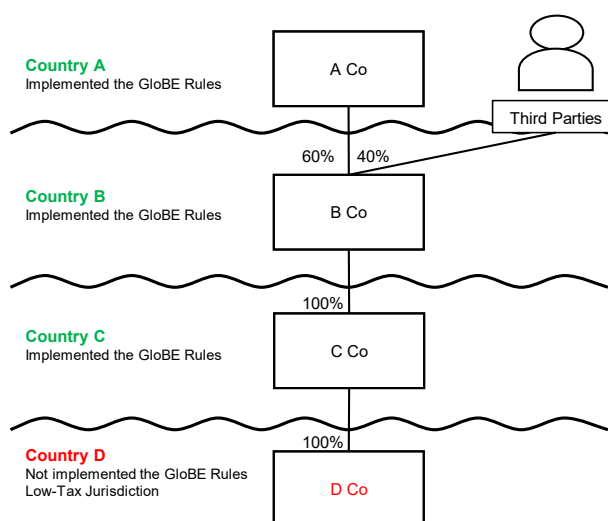 Country A
Implemented the GloBE Rules
A Co
Third Parties
60%
40%
Country B
Implemented the GloBE Rules
B Co
100%
Country C
Implemented the GloBE Rules
C Co
100%
Country D
Not implemented the GloBE Rules
Low-Tax Jurisdiction
D Co